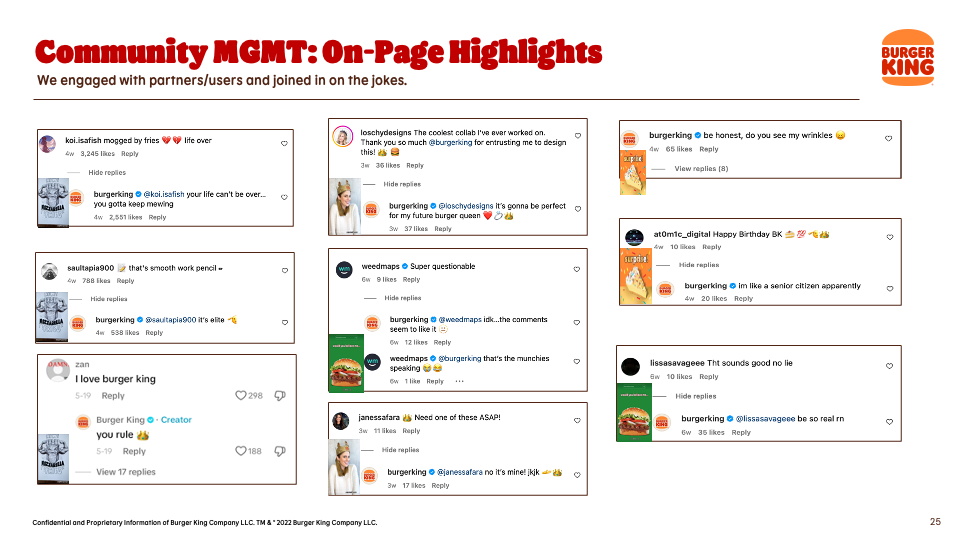 Community MGMT: On-Page Highlights
We engaged with partners/users and joined in on the jokes.
BURGER
KING
koi.isafish mogged by fries 💔 💔 life over
4w 3,245 likes Reply
Hide replies
burgerking @koi.isafish your life can't be over...
you gotta keep mewing
4w 2,551 likes Reply
saultapia900 📝 that's smooth work pencil ✏
4w 788 likes Reply
Hide replies
burgerking @saultapia900 it's elite 🤏
4w 538 likes Reply
zan
I love burger king
5-19 Reply 298
Burger King · Creator
you rule 👑
5-19 Reply 188
View 17 replies
loschydesigns The coolest collab I've ever worked on.
Thank you so much @burgerking for entrusting me to design
this! 👑 🍔
3w 36 likes Reply
Hide replies
burgerking @loschydesigns it's gonna be perfect
for my future burger queen ❤️ 💍 👑
3w 37 likes Reply
weedmaps Super questionable
6w 9 likes Reply
Hide replies
burgerking @weedmaps idk...the comments
seem to like it
6w 12 likes Reply
weedmaps @burgerking that's the munchies
speaking 😂 😂
6w 1 like Reply ...
janessafara 👑 Need one of these ASAP!
3w 11 likes Reply
Hide replies
burgerking @janessafara no it's mine! jkjk 👑
3w 17 likes Reply
burgerking be honest, do you see my wrinkles
4w 65 likes Reply
View replies (8)
at0m1c_digital Happy Birthday BK 🍰 💯 👑
4w 10 likes Reply
Hide replies
burgerking im like a senior citizen apparently
4w 20 likes Reply
lissasavageee Tht sounds good no lie
6w 10 likes Reply
Hide replies
burgerking @lissasavageee be so real rn
6w 35 likes Reply
Confidential and Proprietary Information of Burger King Company LLC. TM & © 2022 Burger King Company LLC.
25